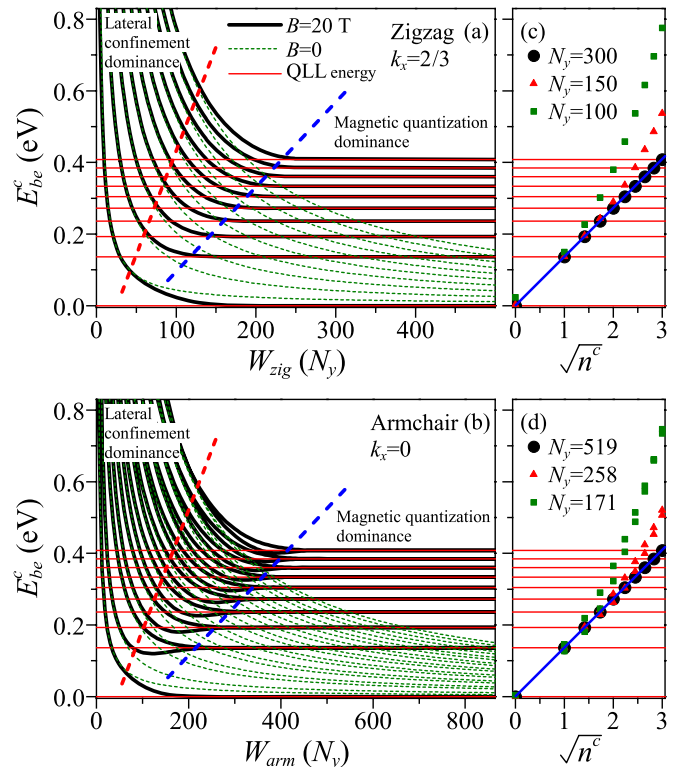 Lateral
confinement
dominance
B=20 T
B=0
QLL energy
Zigzag (a)
kₓ=2/3
Magnetic quantization
dominance
0.8
0.6
0.4
0.2
0.0
E^c_be (eV)
0 100 200 300 400
W_zig (N_y)
(c)
N_y=300
N_y=150
N_y=100
0 1 2 3
√n^c
Lateral
confinement
dominance
Armchair (b)
kₓ=0
Magnetic quantization
dominance
0.8
0.6
0.4
0.2
0.0
E^c_be (eV)
0 200 400 600 800
W_arm (N_y)
(d)
N_y=519
N_y=258
N_y=171
0 1 2 3
√n^c